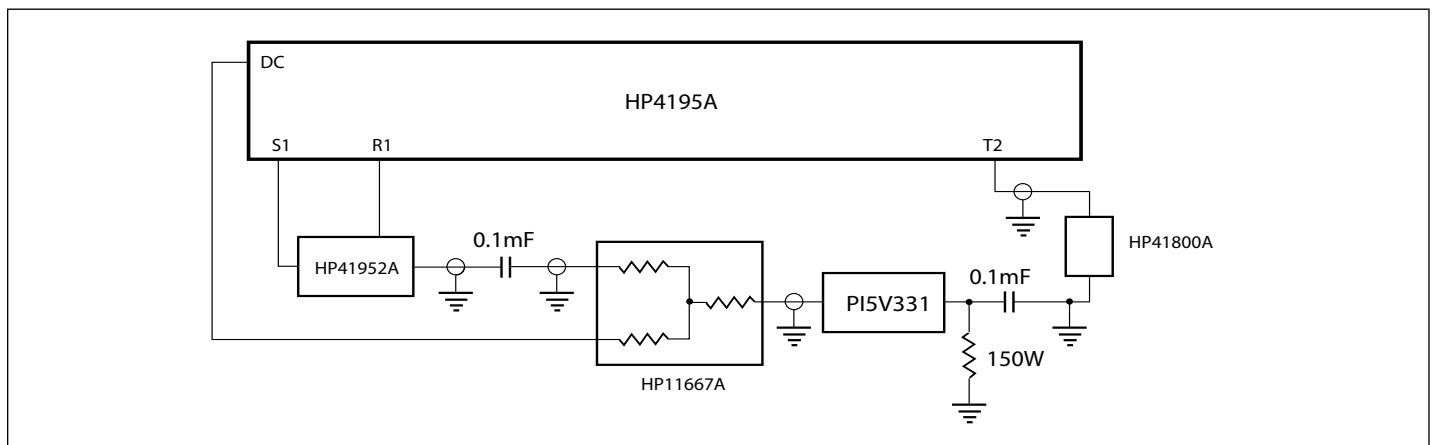 DC
HP4195A
S1
R1
T2
0.1mF
HP41952A
HP41800A
0.1mF
PI5V331
150W
HP11667A